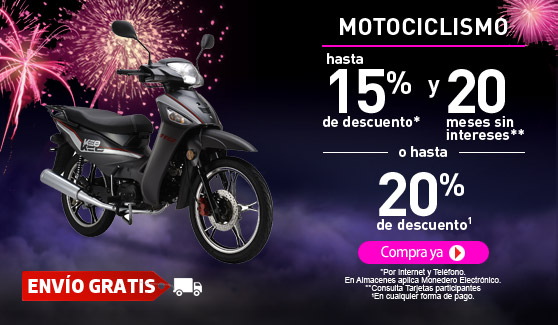 MOTOCICLISMO
hasta
15% y 20
de descuento* meses sin
intereses**
o hasta
20%
de descuento¹
Compra ya
*Por Internet y Teléfono.
En Almacenes aplica Monedero Electrónico.
**Consulta Tarjetas participates
¹En cualquier forma de pago.
ENVÍO GRATIS